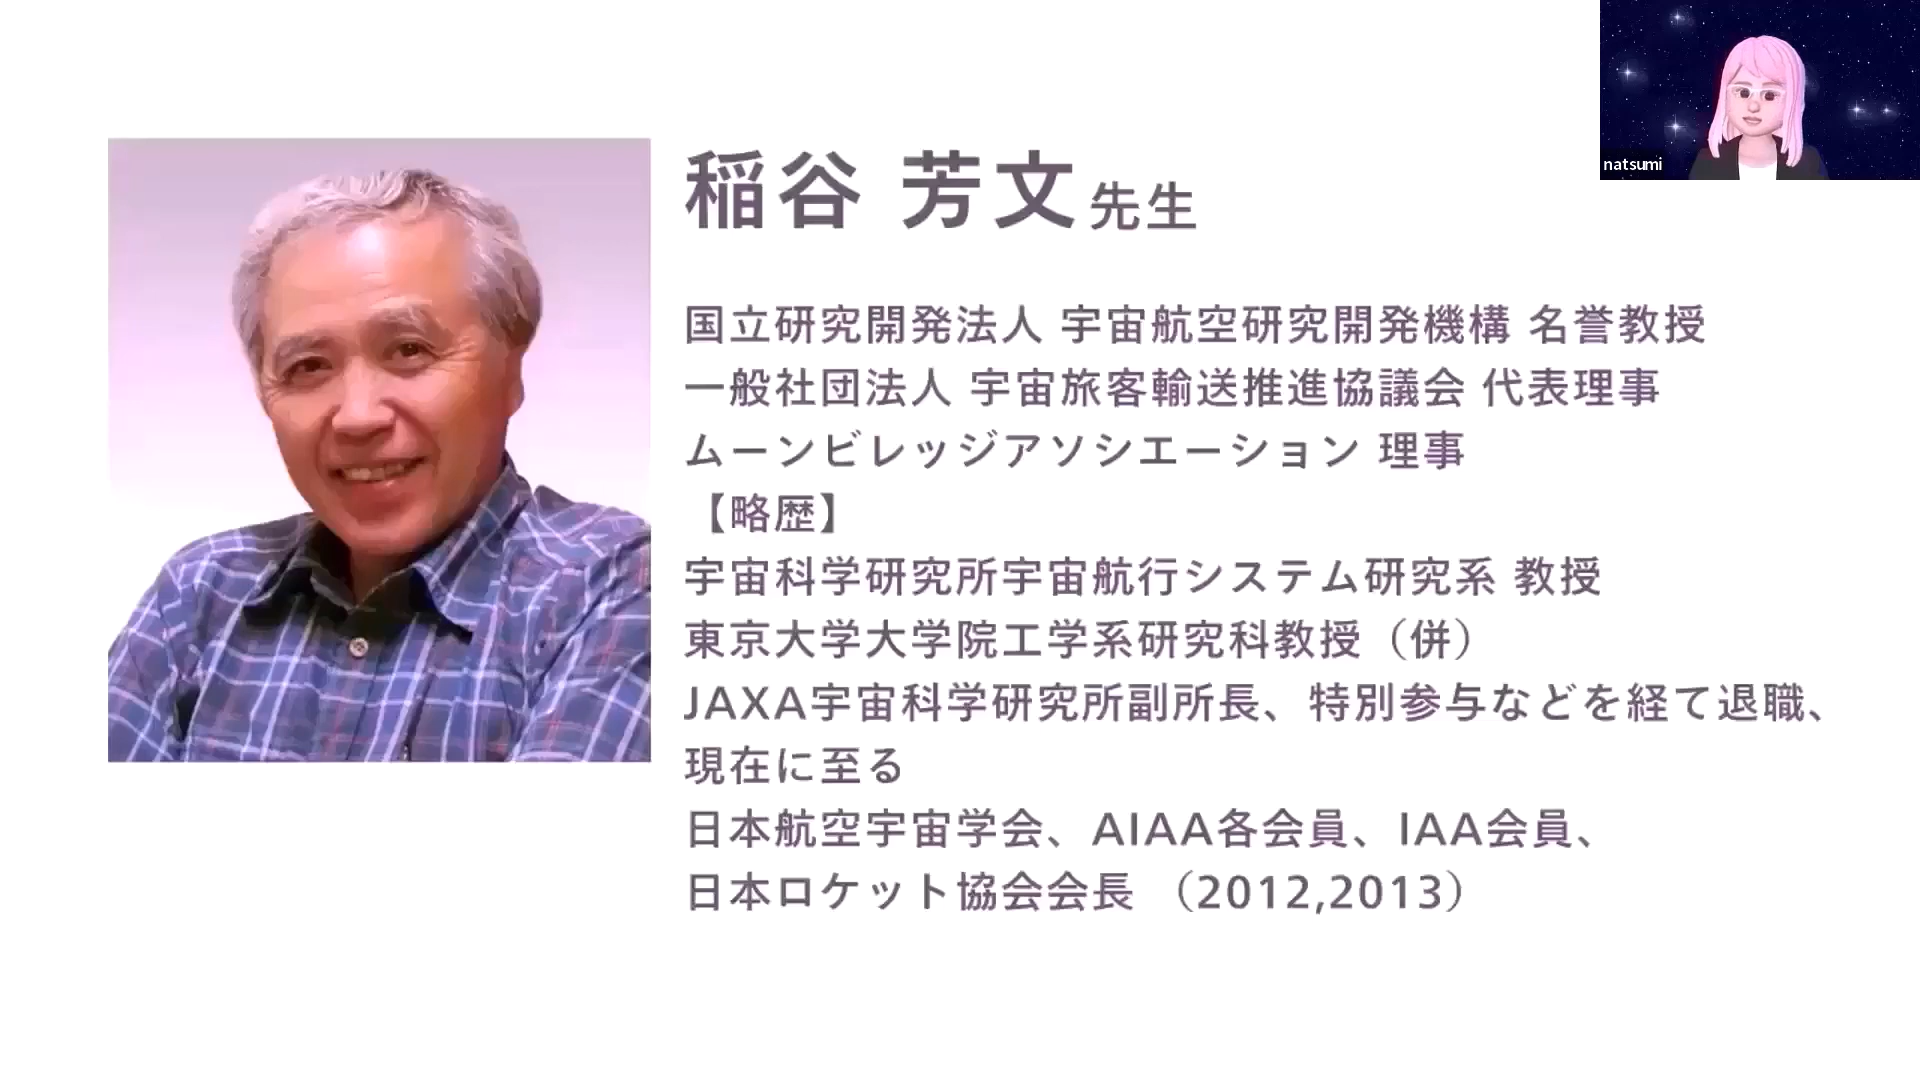 稲谷 芳文先生
国立研究開発法人 宇宙航空研究開発機構 名誉教授
一般社団法人 宇宙旅客輸送推進協議会 代表理事
ムーンビレッジアソシエーション 理事
【略歴】
宇宙科学研究所宇宙航行システム研究系 教授
東京大学大学院工学系研究科教授（併）
JAXA宇宙科学研究所副所長、特別参与などを経て退職、
現在に至る
日本航空宇宙学会、AIAA各会員、IAA会員、
日本ロケット協会会長 （2012,2013）
natsumi